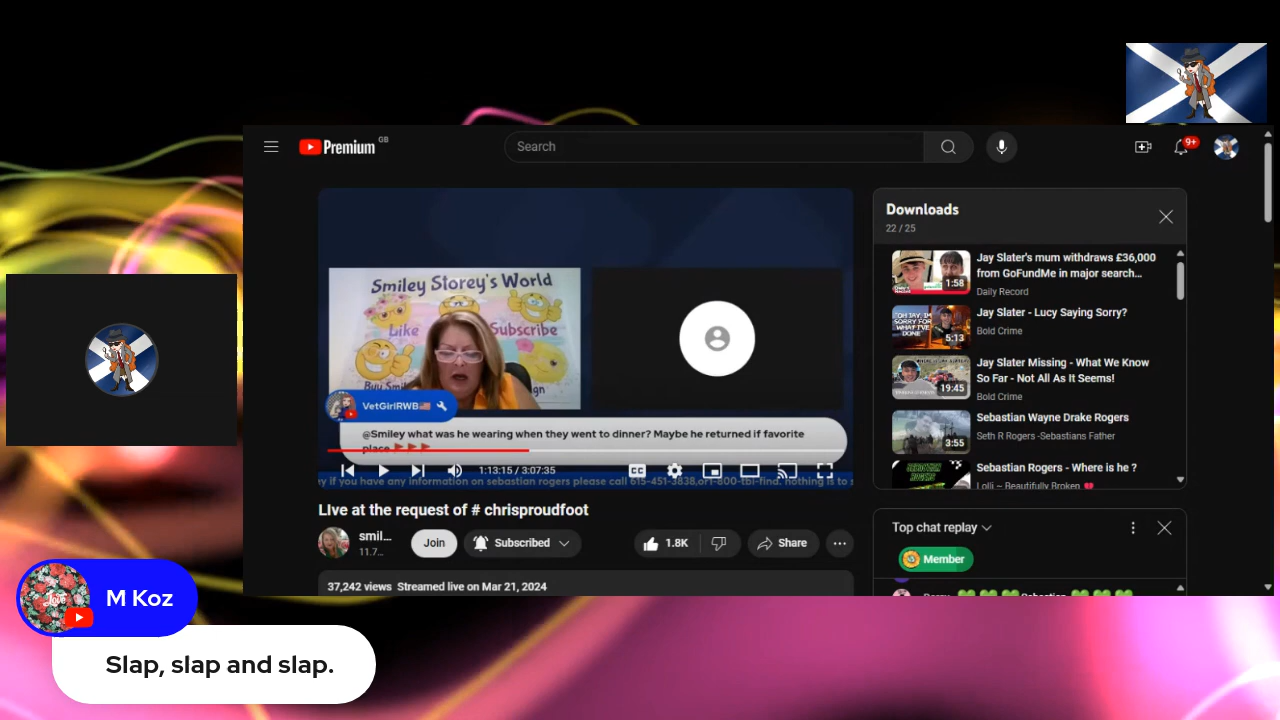 Premium GB
Search
9+
Smiley Storey's World
Like
Subscribe
VetGirlRWB
@Smiley what was he wearing when they went to dinner? Maybe he returned if favorite
place
1:13:15 / 3:07:35
CC
y if you have any information on sebastian rogers please call 615-451-3838,or1-800-tbi-find. nothing is to s
Live at the request of # chrisproudfoot
smil...
11.7...
Join
Subscribed
1.8K
Share
37,242 views Streamed live on Mar 21, 2024
Downloads
22 / 25
Jay Slater's mum withdraws £36,000
from GoFundMe in major search...
Daily Record
1:58
Jay Slater - Lucy Saying Sorry?
Bold Crime
5:13
Jay Slater Missing - What We Know
So Far - Not All As It Seems!
Bold Crime
19:45
Sebastian Wayne Drake Rogers
Seth R Rogers -Sebastians Father
3:55
Sebastian Rogers - Where is he ?
Lolli ~ Beautifully Broken
Top chat replay
Member
M Koz
Slap, slap and slap.